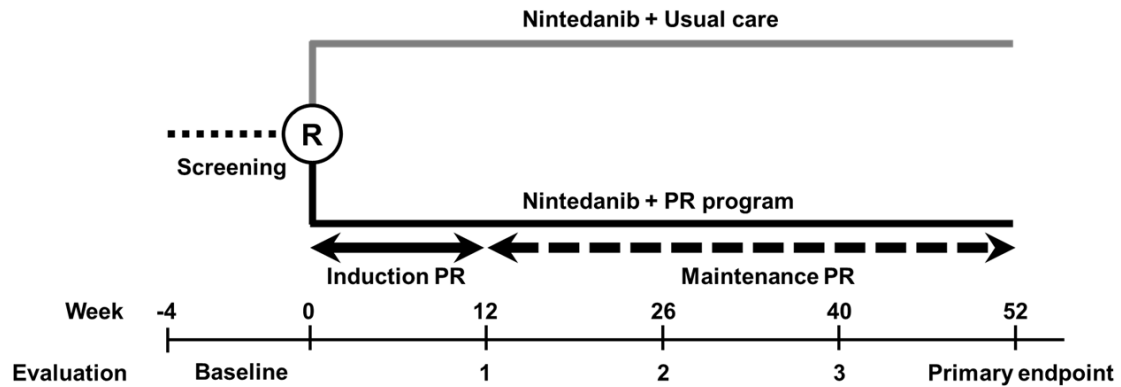 Nintedanib + Usual care
R
Screening
Nintedanib + PR program
Induction PR Maintenance PR
Week -4 0 12 26 40 52
Evaluation Baseline 1 2 3 Primary endpoint